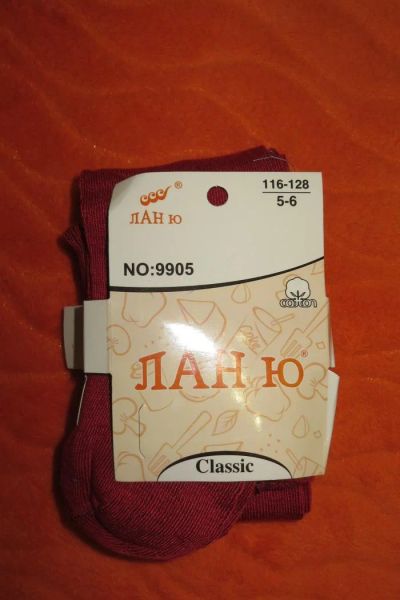 ®
ЛАН ю
116-128
5-6
NO:9905
cotton
ЛАН Ю®
Classic